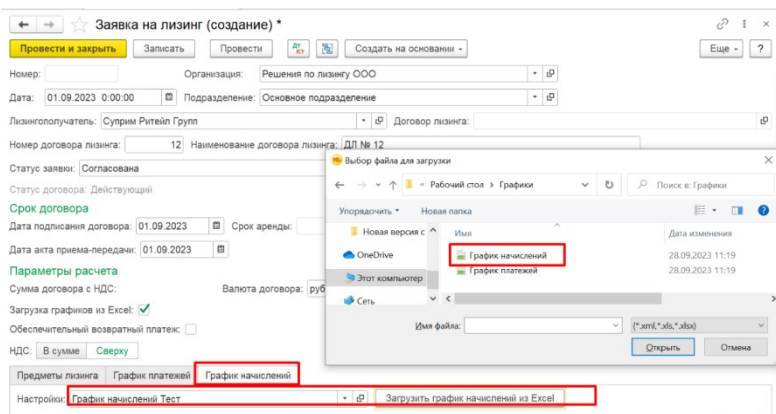 Заявка на лизинг (создание) *
Провести и закрыть Записать Провести Дт Кт Создать на основании Еще ?
Номер: Организация: Решения по лизингу ООО
Дата: 01.09.2023 0:00:00 Подразделение: Основное подразделение
Лизингополучатель: Суприм Ритейл Групп Договор лизинга:
Номер договора лизинга: 12 Наименование договора лизинга: ДЛ № 12
Статус заявки: Согласована
Статус договора: Действующий
Срок договора
Дата подписания договора: 01.09.2023 Срок аренды:
Дата акта приема-передачи: 01.09.2023
Параметры расчета
Сумма договора с НДС: Валюта договора: руб
Загрузка графиков из Excel:
Обеспечительный возвратный платеж:
НДС: В сумме Сверху
Предметы лизинга График платежей График начислений
Настройки: График начислений Тест Загрузить график начислений из Excel
Выбор файла для загрузки
Рабочий стол > Графики Поиск в: Графики
Упорядочить Новая папка
Новая версия с Имя Дата изменения
OneDrive График начислений 28.09.2023 11:19
Этот компьютер График платежей 28.09.2023 11:19
Сеть
Имя файла: (*.xml,*.xls,*.xlsx)
Открыть Отмена